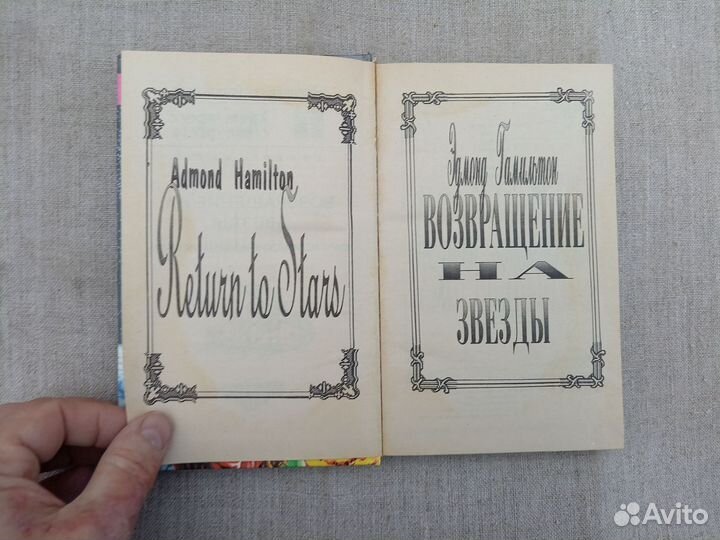 Admond Hamilton
Return to Stars
Эдмонд Гамильтон
ВОЗВРАЩЕНИЕ
НА
ЗВЕЗДЫ
Avito